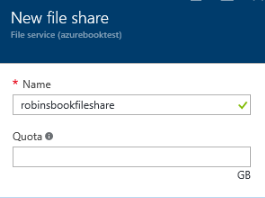 New file share
File service (azurebooktest)
* Name
robinsbookfileshare
Quota
GB